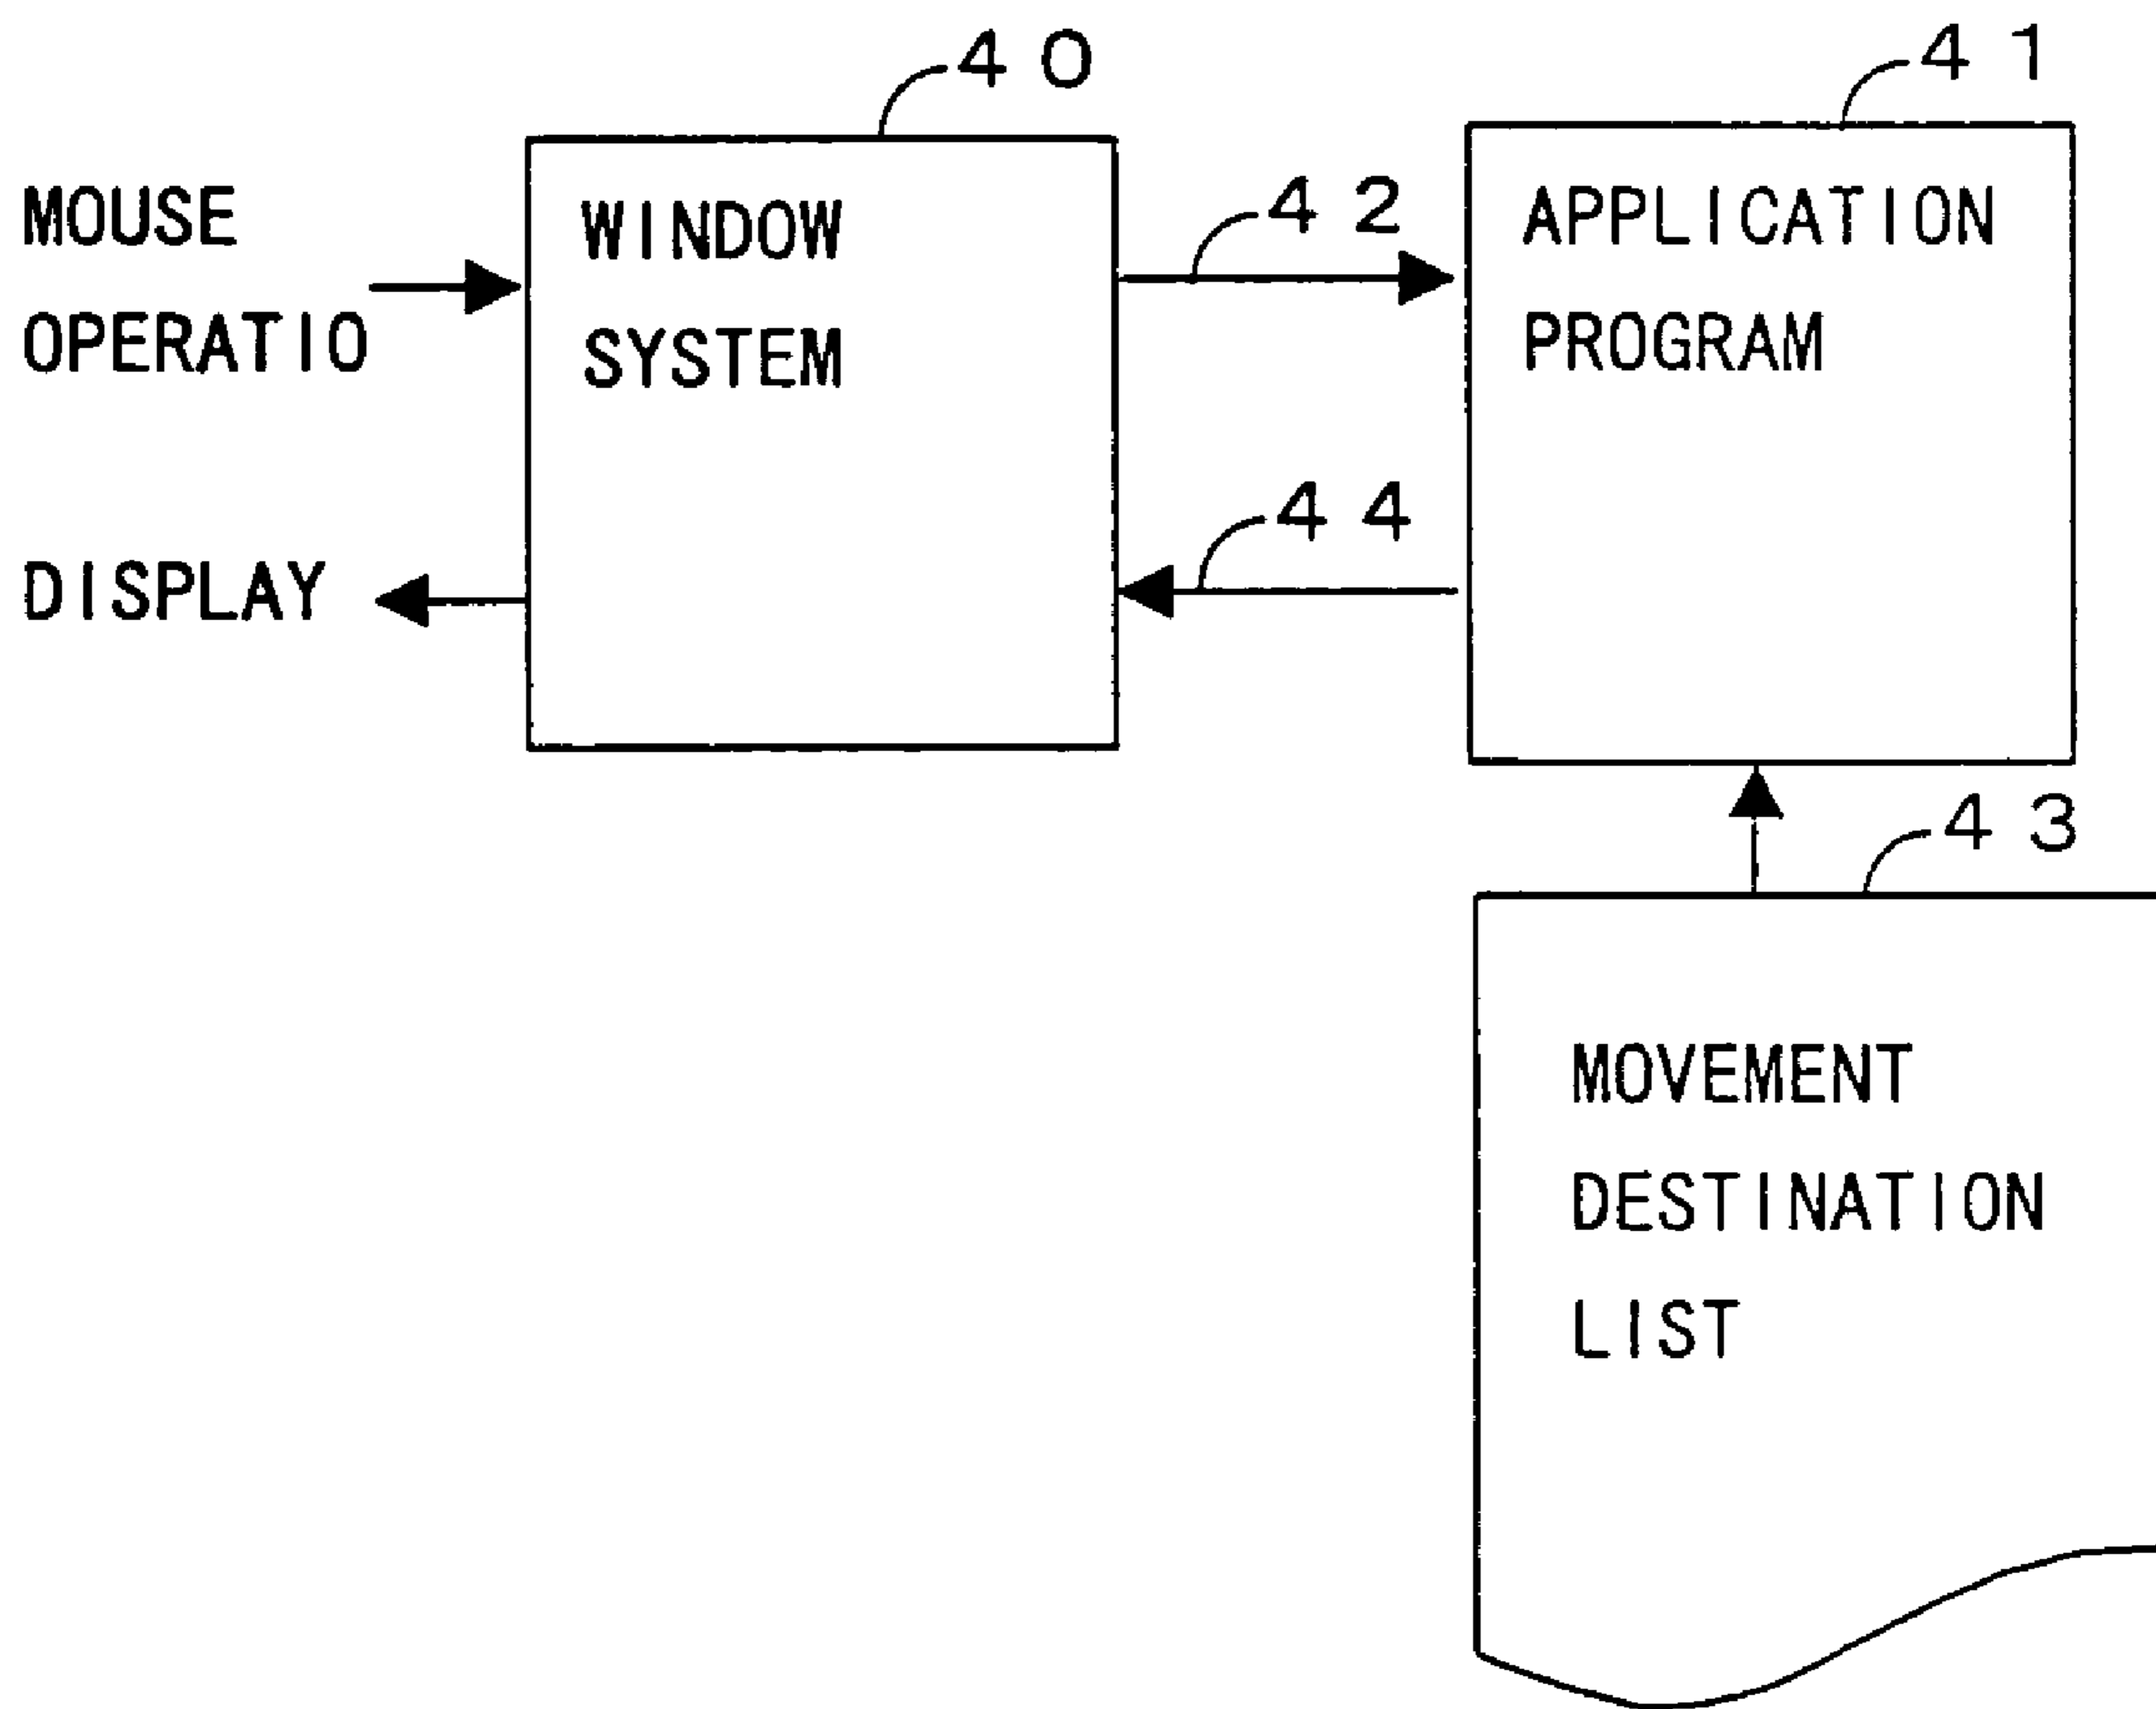 40
41
MOUSE
OPERATIO
WINDOW
SYSTEM
42
APPLICATION
PROGRAM
DISPLAY
44
43
MOVEMENT
DESTINATION
LIST